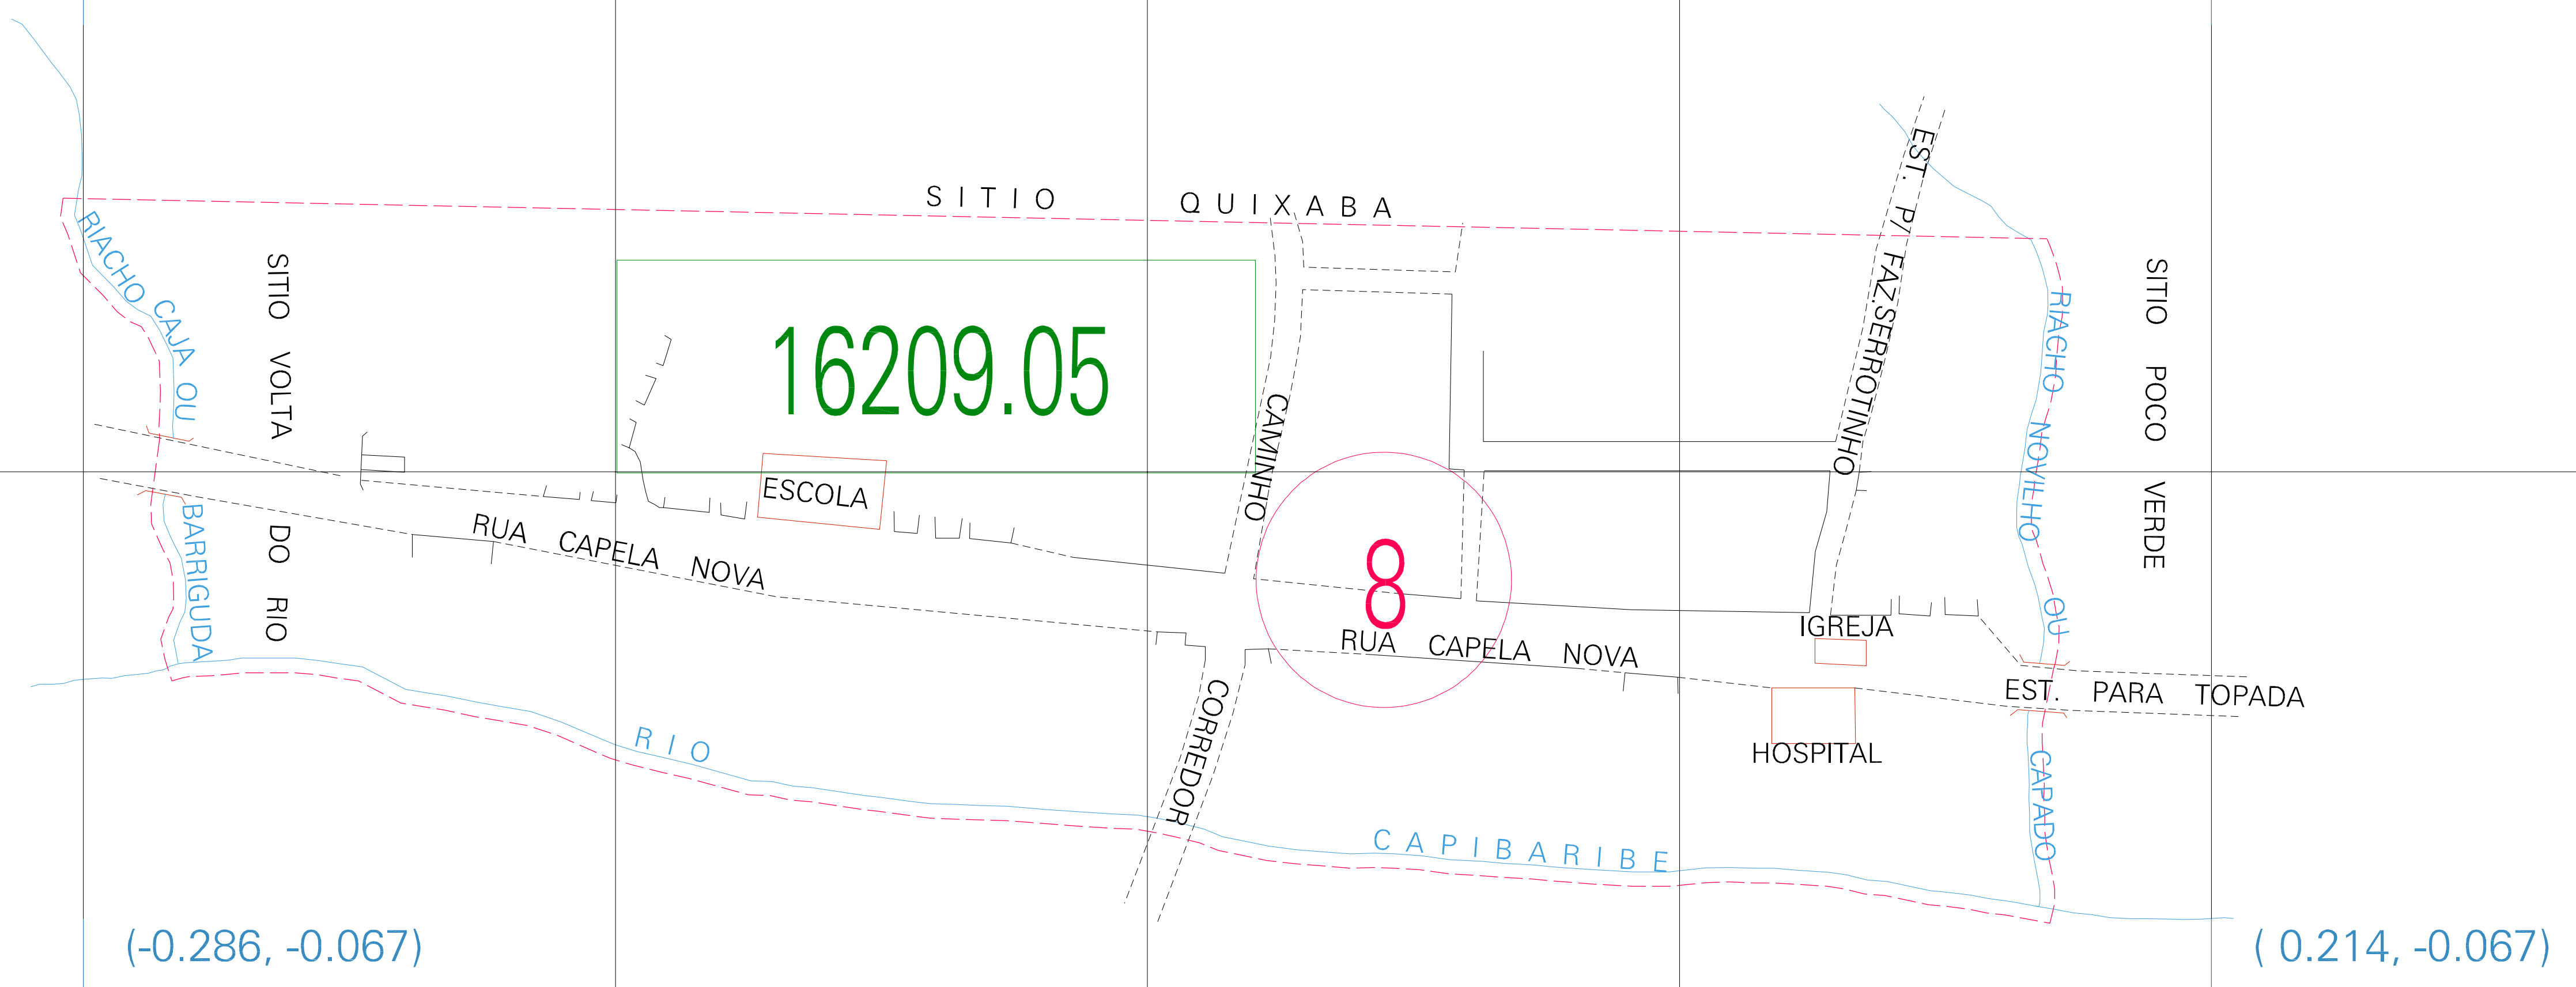 SITIO QUIXABA
EST. P/ FAZ.SERROTINHO
RIACHO CAJA OU BARRIGUDA
SITIO VOLTA DO RIO
16209.05
CAMINHO
RIACHO NOVILHO OU CAPADO
SITIO POCO VERDE
ESCOLA
RUA CAPELA NOVA
8
RUA CAPELA NOVA
IGREJA
EST. PARA TOPADA
HOSPITAL
CORREDOR
RIO CAPIBARIBE
(-0.286, -0.067)
( 0.214, -0.067)